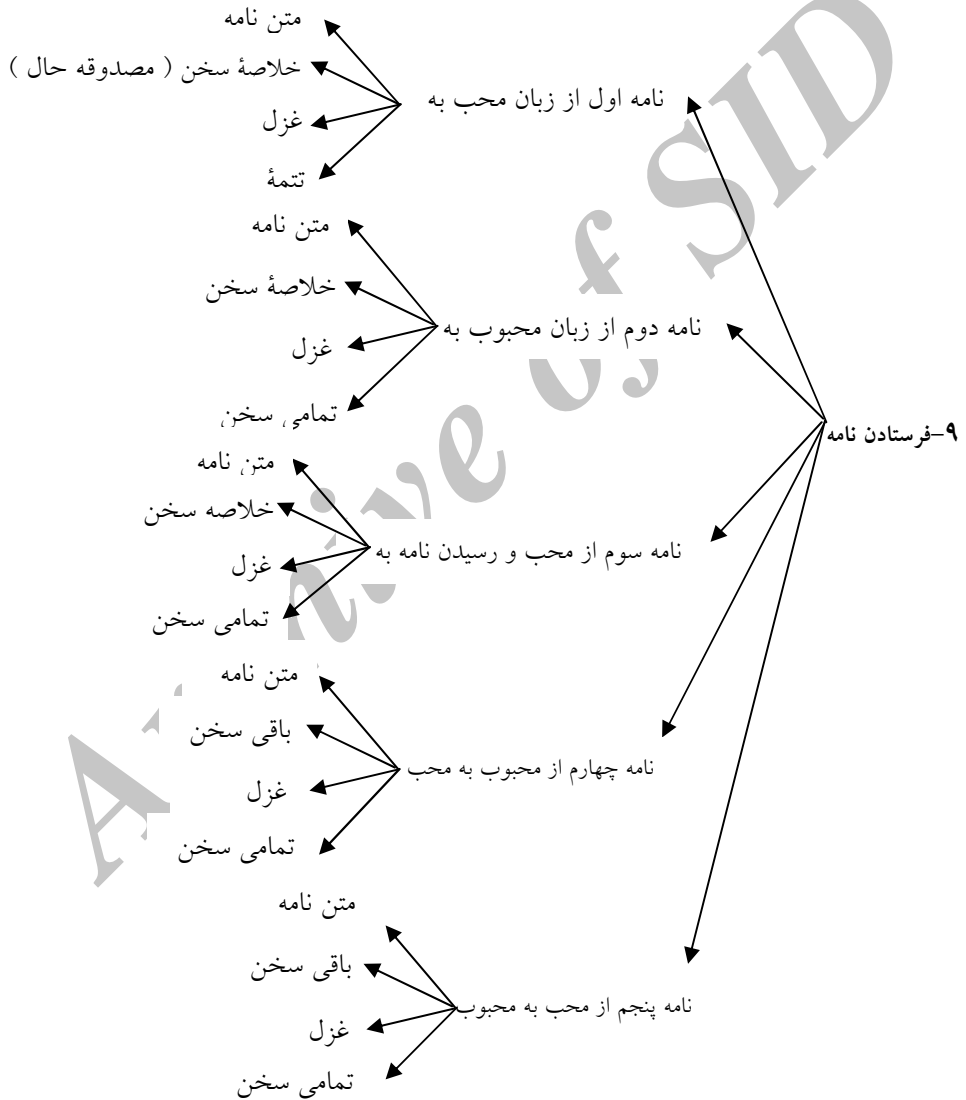 ۹-فرستادن نامه
نامه اول از زبان محب به
متن نامه
خلاصهٔ سخن ( مصدوقه حال )
غزل
تتمهٔ
نامه دوم از زبان محبوب به
متن نامه
خلاصهٔ سخن
غزل
تمامی سخن
نامه سوم از محب و رسیدن نامه به
متن نامه
خلاصه سخن
غزل
تمامی سخن
نامه چهارم از محبوب به محب
متن نامه
باقی سخن
غزل
تمامی سخن
نامه پنجم از محب به محبوب
متن نامه
باقی سخن
غزل
تمامی سخن
of SID